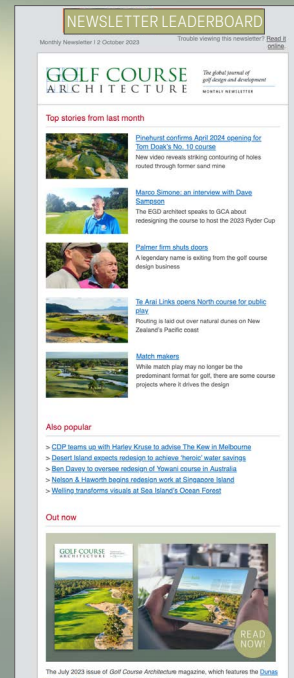 NEWSLETTER LEADERBOARD
Monthly Newsletter | 2 October 2023
Trouble viewing this newsletter? Read it
online.
GOLF COURSE
ARCHITECTURE
The global journal of
golf design and development
MONTHLY NEWSLETTER
Top stories from last month
Pinehurst confirms April 2024 opening for
Tom Doak's No. 10 course
New video reveals striking contouring of holes
routed through former sand mine
Marco Simone: an interview with Dave
Sampson
The EGD architect speaks to GCA about
redesigning the course to host the 2023 Ryder Cup
Palmer firm shuts doors
A legendary name is exiting from the golf course
design business
Te Arai Links opens North course for public
play
Routing is laid out over natural dunes on New
Zealand's Pacific coast
Match makers
While match play may no longer be the
predominant format for golf, there are some course
projects where it drives the design
Also popular
> CDP teams up with Harley Kruse to advise The Kew in Melbourne
> Desert Island expects redesign to achieve 'heroic' water savings
> Ben Davey to oversee redesign of Yowani course in Australia
> Nelson & Haworth begins redesign work at Singapore Island
> Welling transforms visuals at Sea Island's Ocean Forest
Out now
GOLF COURSE
ARCHITECTURE
READ
NOW!
The July 2023 issue of Golf Course Architecture magazine, which features the Dunas